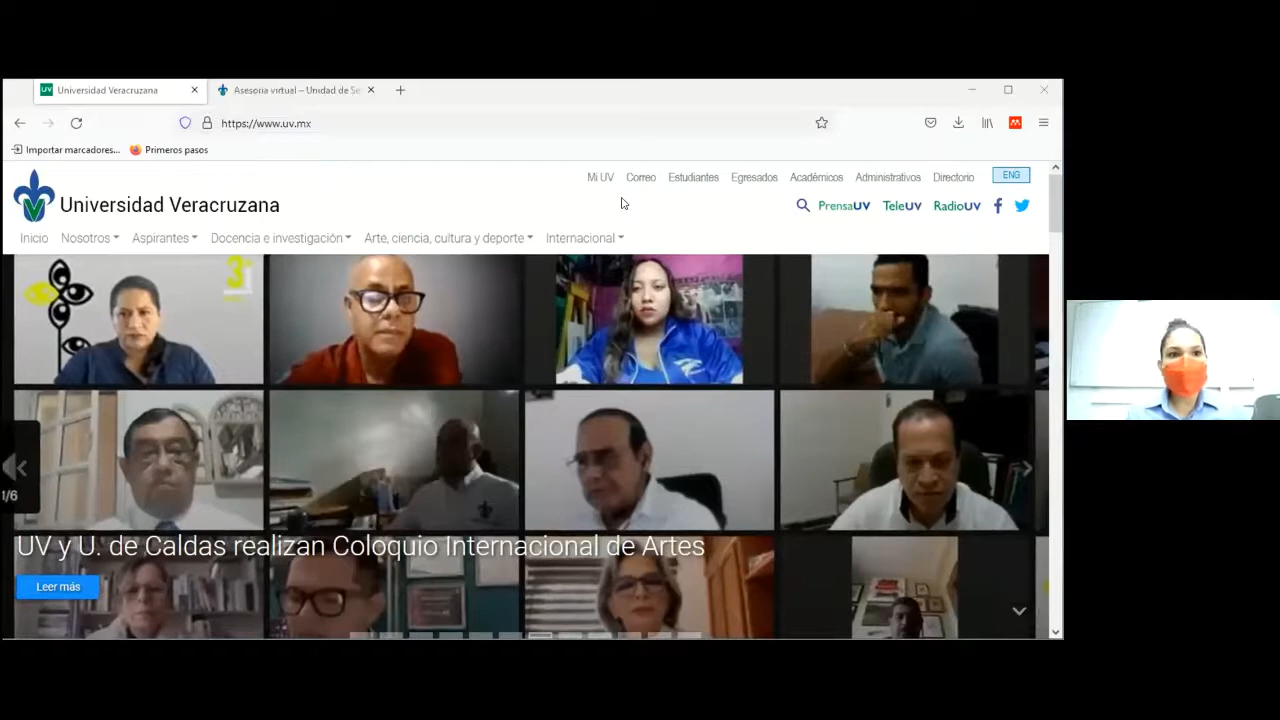 UV Universidad Veracruzana
Asesoría virtual – Unidad de Se
https://www.uv.mx
Importar marcadores... Primeros pasos
Mi UV Correo Estudiantes Egresados Académicos Administrativos Directorio ENG
Universidad Veracruzana
PrensaUV TeleUV RadioUV
Inicio Nosotros Aspirantes Docencia e investigación Arte, ciencia, cultura y deporte Internacional
3
1/6
UV y U. de Caldas realizan Coloquio Internacional de Artes
Leer más